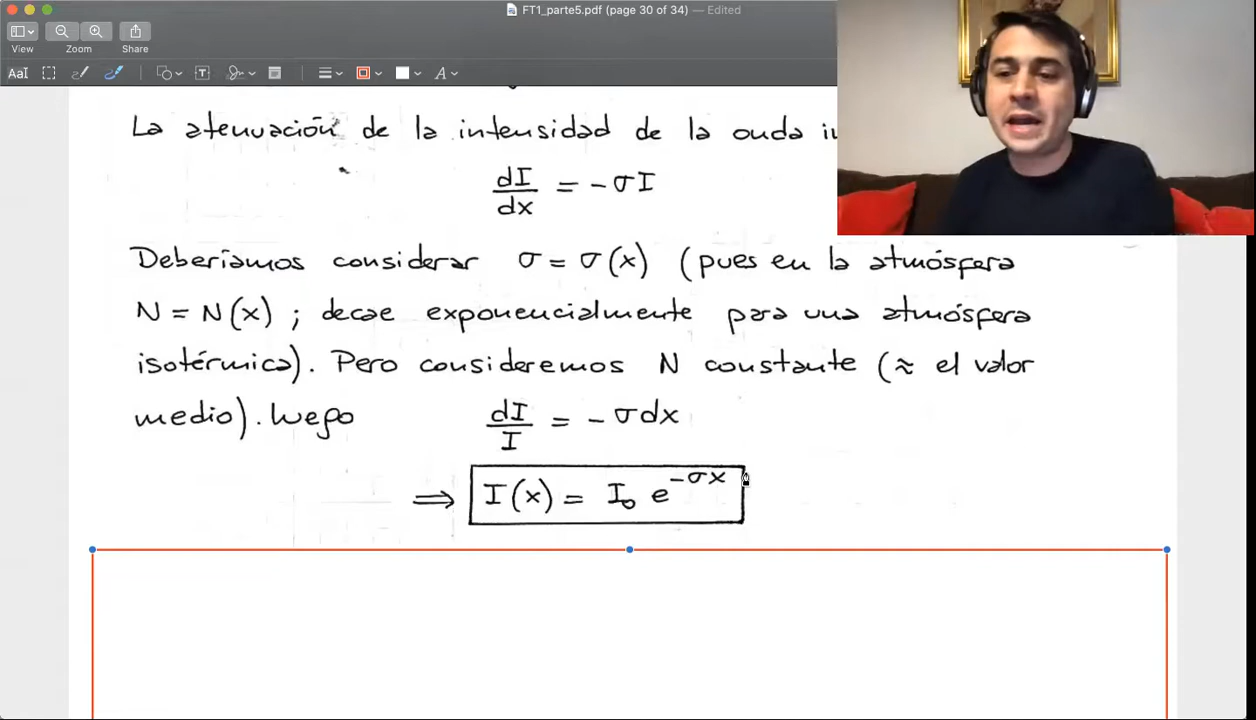 FT1_parte5.pdf (page 30 of 34) — Edited
View
Zoom
Share
AaI
A
La atenuación de la intensidad de la onda
dI/dx = -σI
Deberíamos considerar σ = σ(x) (pues en la atmósfera
N = N(x) ; decae exponencialmente para una atmósfera
isotérmica). Pero consideremos N constante (≈ el valor
medio). Luego dI/I = -σdx
⇒ I(x) = I₀ e^{-σx}